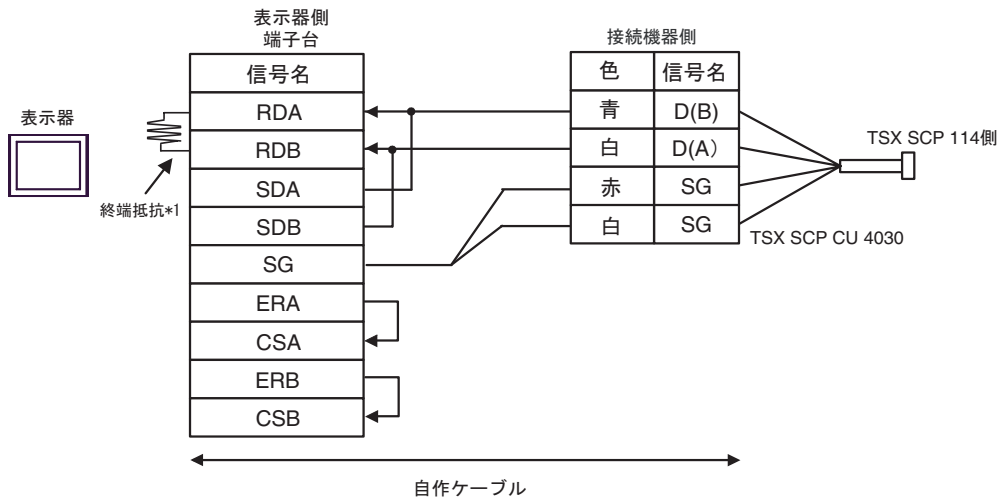 表示器側
端子台
信号名
RDA
RDB
SDA
SDB
SG
ERA
CSA
ERB
CSB
表示器
終端抵抗*1
接続機器側
色 信号名
青 D(B)
白 D(A）
赤 SG
白 SG
TSX SCP 114側
TSX SCP CU 4030
自作ケーブル